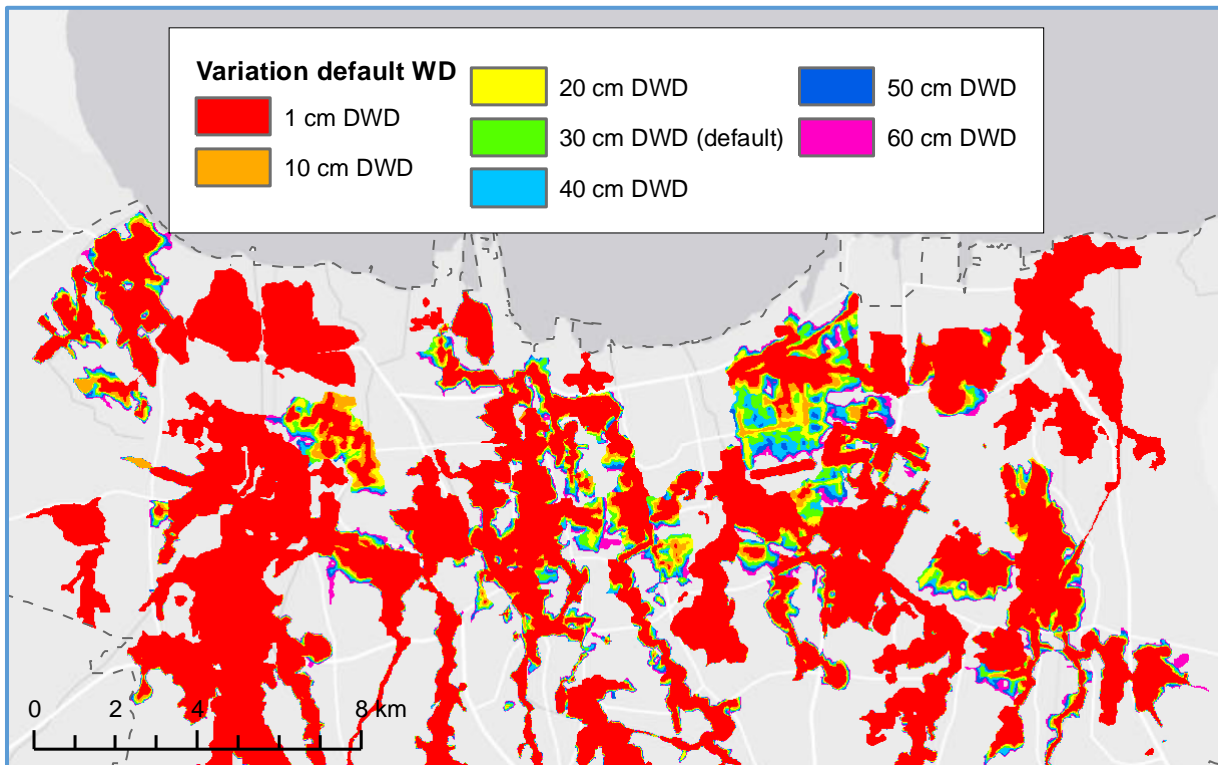 Variation default WD
1 cm DWD
10 cm DWD
20 cm DWD
30 cm DWD (default)
40 cm DWD
50 cm DWD
60 cm DWD
0 2 4 8 km